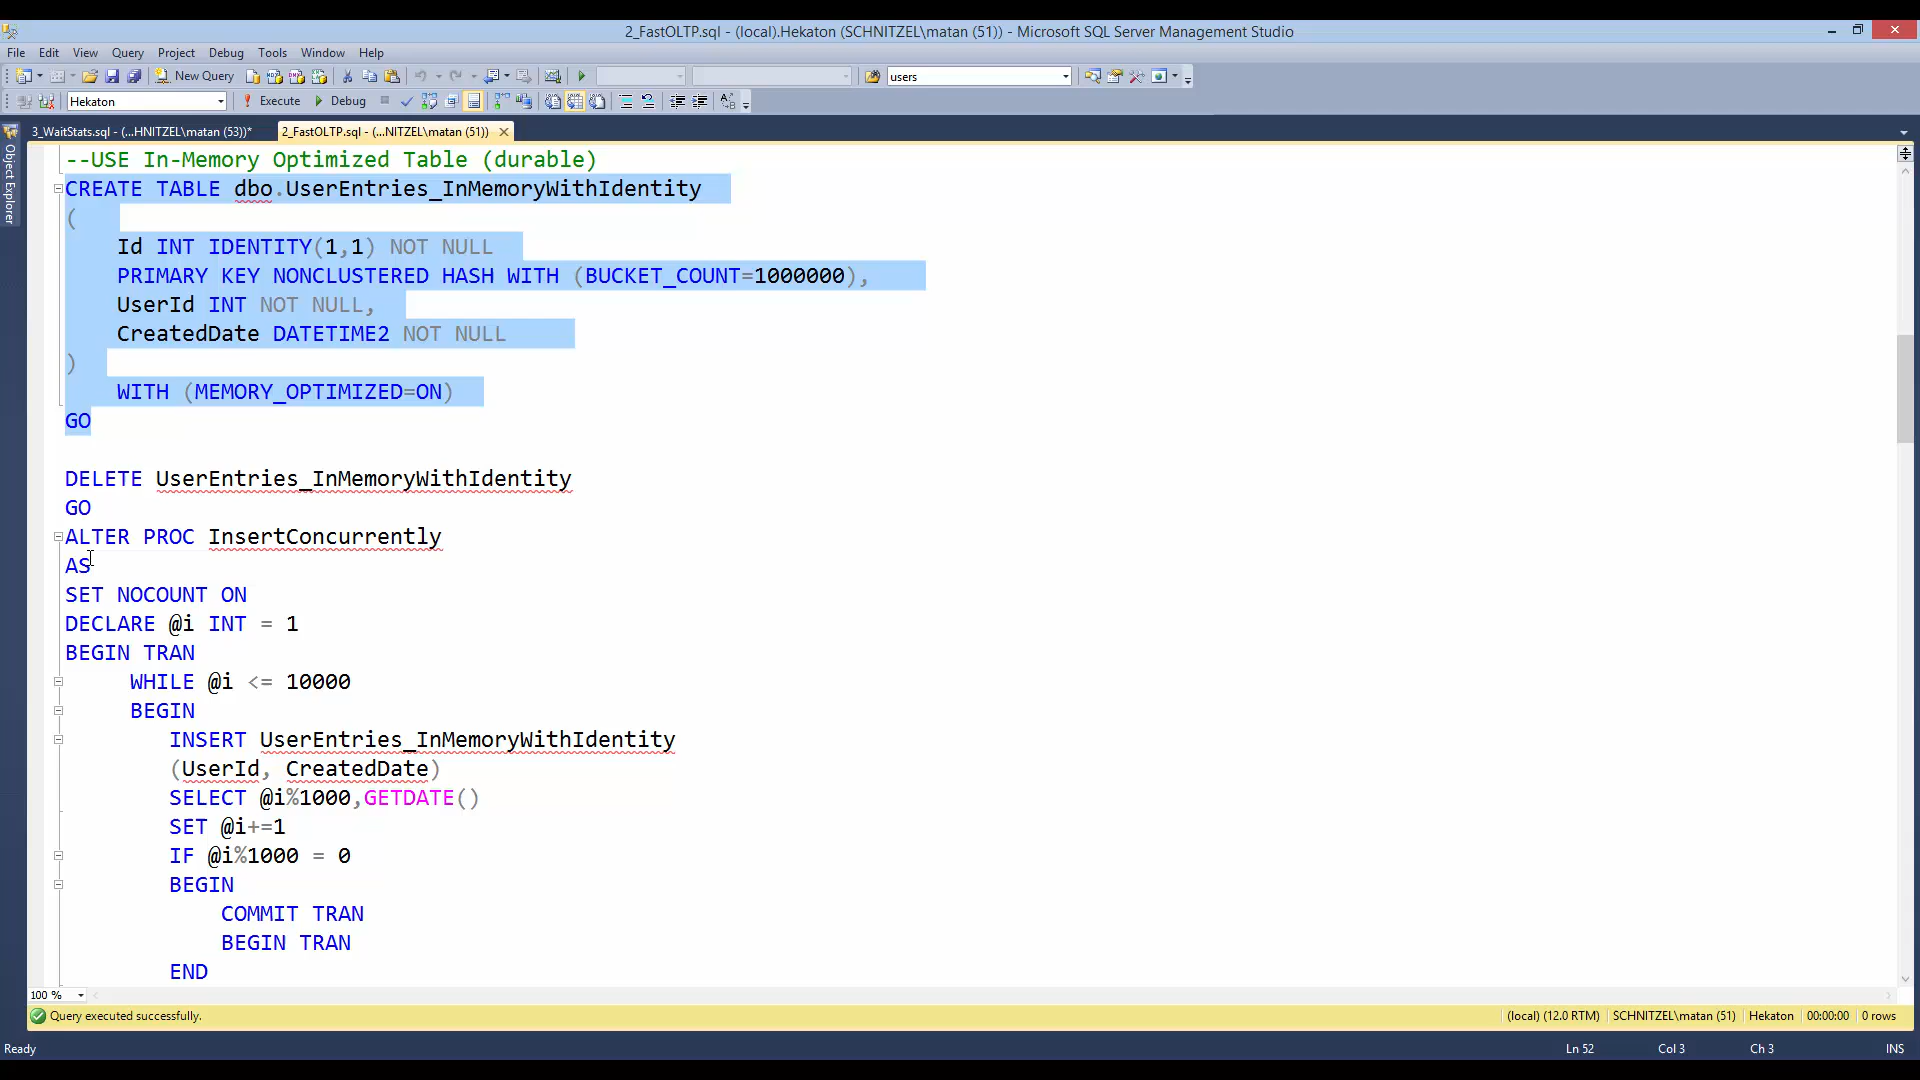 2_FastOLTP.sql - (local).Hekaton (SCHNITZEL\matan (51)) - Microsoft SQL Server Management Studio
File Edit View Query Project Debug Tools Window Help
New Query users
Hekaton Execute Debug
3_WaitStats.sql - (...HNITZEL\matan (53))* 2_FastOLTP.sql - (...NITZEL\matan (51))
Object Explorer
--USE In-Memory Optimized Table (durable)
CREATE TABLE dbo.UserEntries_InMemoryWithIdentity
(
Id INT IDENTITY(1,1) NOT NULL
PRIMARY KEY NONCLUSTERED HASH WITH (BUCKET_COUNT=1000000),
UserId INT NOT NULL,
CreatedDate DATETIME2 NOT NULL
)
WITH (MEMORY_OPTIMIZED=ON)
GO
DELETE UserEntries_InMemoryWithIdentity
GO
ALTER PROC InsertConcurrently
AS
SET NOCOUNT ON
DECLARE @i INT = 1
BEGIN TRAN
WHILE @i <= 10000
BEGIN
INSERT UserEntries_InMemoryWithIdentity
(UserId, CreatedDate)
SELECT @i%1000,GETDATE()
SET @i+=1
IF @i%1000 = 0
BEGIN
COMMIT TRAN
BEGIN TRAN
END
100 %
Query executed successfully. (local) (12.0 RTM) SCHNITZEL\matan (51) Hekaton 00:00:00 0 rows
Ready Ln 52 Col 3 Ch 3 INS